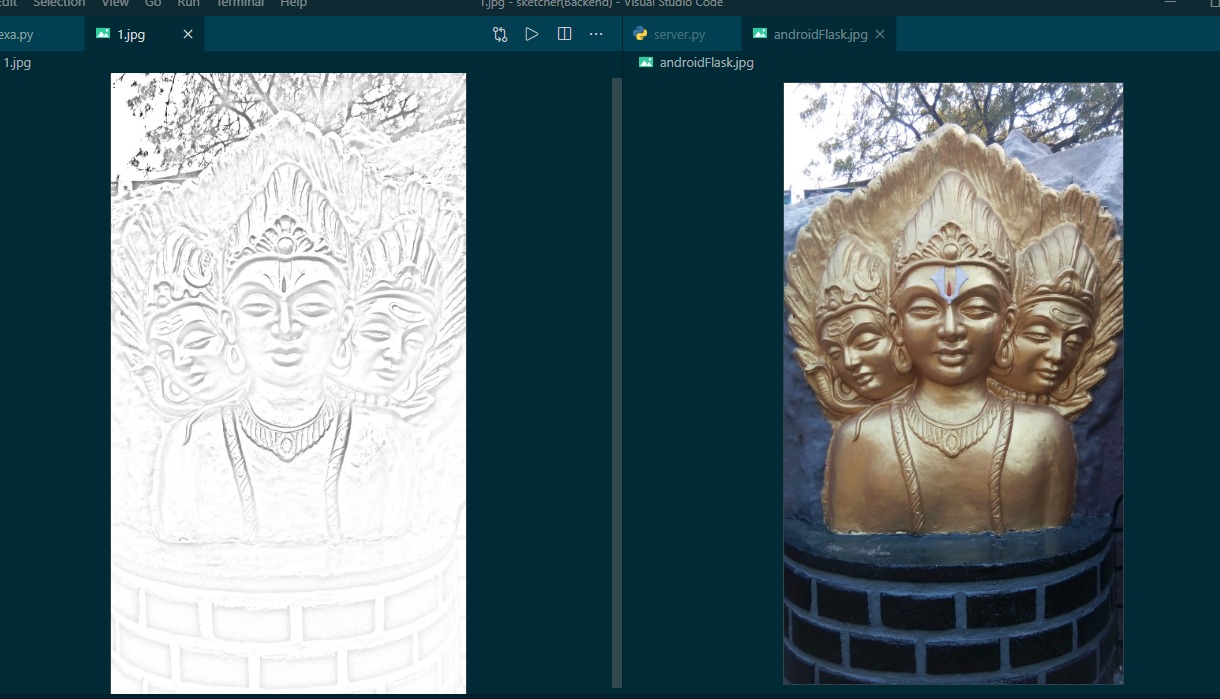 Edit Selection View Go Run Terminal Help 1.jpg - sketcher(Backend) - Visual Studio Code
exa.py 1.jpg server.py androidFlask.jpg
1.jpg androidFlask.jpg